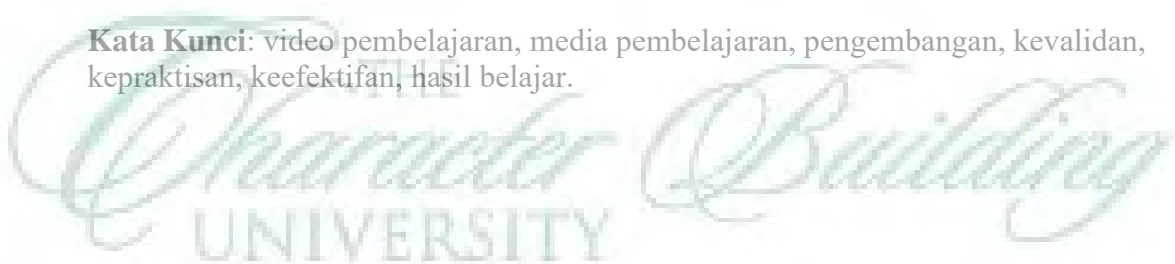 Kata Kunci: video pembelajaran, media pembelajaran, pengembangan, kevalidan,
kepraktisan, keefektifan, hasil belajar.
THE
Character Building
UNIVERSITY